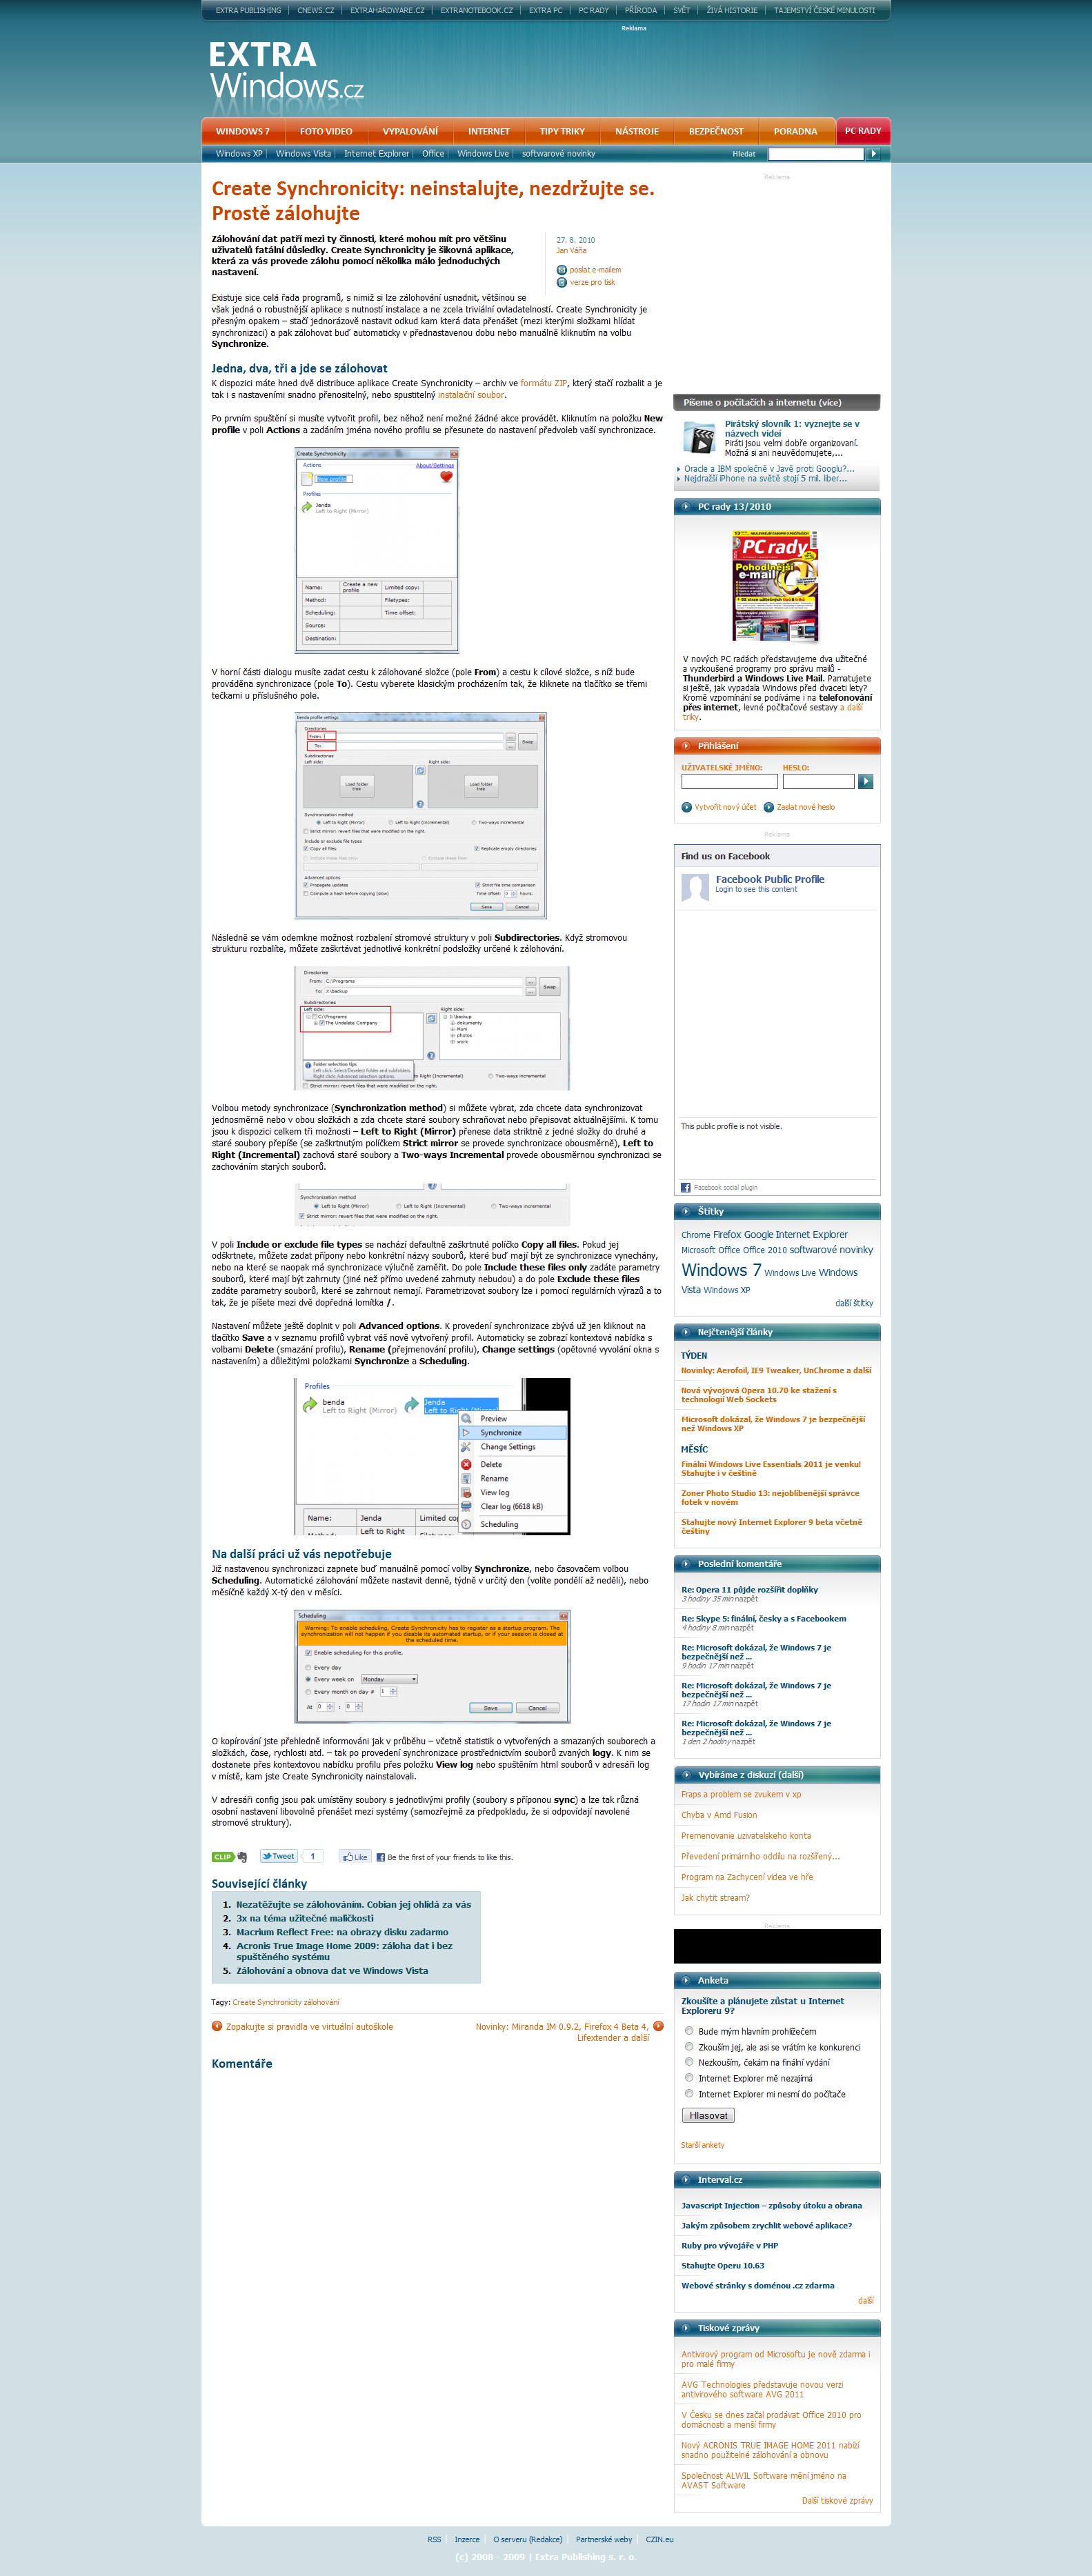 EXTRA PUBLISHING
CNEWS.CZ
EXTRAHARDWARE.CZ
EXTRANOTEBOOK.CZ
EXTRA PC
PC RADY
PŘÍRODA
SVĚT
ŽIVÁ HISTORIE
TAJEMSTVÍ ČESKÉ MINULOSTI
Reklama
EXTRA
Windows.cz
WINDOWS 7
FOTO VIDEO
VYPALOVÁNÍ
INTERNET
TIPY TRIKY
NÁSTROJE
BEZPEČNOST
PORADNA
PC RADY
Windows XP
Windows Vista
Internet Explorer
Office
Windows Live
softwarové novinky
Hledat
Create Synchronicity: neinstalujte, nezdržujte se.
Prostě zálohujte
Zálohování dat patří mezi ty činnosti, které mohou mít pro většinu
uživatelů fatální důsledky. Create Synchronicity je šikovná aplikace,
která za vás provede zálohu pomocí několika málo jednoduchých
nastavení.
27. 8. 2010
Jan Váňa
poslat e-mailem
verze pro tisk
Existuje sice celá řada programů, s nimiž si lze zálohování usnadnit, většinou se
však jedná o robustnější aplikace s nutností instalace a ne zcela triviální ovladatelností. Create Synchronicity je
přesným opakem – stačí jednorázově nastavit odkud kam která data přenášet (mezi kterými složkami hlídat
synchronizaci) a pak zálohovat buď automaticky v přednastavenou dobu nebo manuálně kliknutím na volbu
Synchronize.
Jedna, dva, tři a jde se zálohovat
K dispozici máte hned dvě distribuce aplikace Create Synchronicity – archiv ve formátu ZIP, který stačí rozbalit a je
tak i s nastaveními snadno přenositelný, nebo spustitelný instalační soubor.
Po prvním spuštění si musíte vytvořit profil, bez něhož není možné žádné akce provádět. Kliknutím na položku New
profile v poli Actions a zadáním jména nového profilu se přesunete do nastavení předvoleb vaší synchronizace.
Create Synchronicity
Actions
About/Settings
New profile
Profiles
Jenda
Left to Right (Mirror)
Name:
Create a new profile
Limited copy:
Method:
Filetypes:
Scheduling:
Time offset:
Source:
Destination:
V horní části dialogu musíte zadat cestu k zálohované složce (pole From) a cestu k cílové složce, s níž bude
prováděna synchronizace (pole To). Cestu vyberete klasickým procházením tak, že kliknete na tlačítko se třemi
tečkami u příslušného pole.
benda profile settings
Directories
From:
To:
Swap
Subdirectories
Left side:
Right side:
Load folder tree
Load folder tree
Synchronization method
Left to Right (Mirror)
Left to Right (Incremental)
Two-ways incremental
Strict mirror: revert files that were modified on the right.
Include or exclude file types
Copy all files
Replicate empty directories
Include these files only:
Exclude these files:
Advanced options
Propagate updates
Strict file time comparison
Compute a hash before copying (slow)
Time offset: 0 hours.
Save
Cancel
Následně se vám odemkne možnost rozbalení stromové struktury v poli Subdirectories. Když stromovou
strukturu rozbalíte, můžete zaškrtávat jednotlivé konkrétní podsložky určené k zálohování.
Directories
From: C:\Programs
To: J:\backup
Swap
Subdirectories
Left side:
Right side:
C:\Programs
The Undelete Company
J:\backup
dokumenty
Mum
photos
work
Folder selection tips:
Left click: Select/Deselect folder and subfolders.
Right click: Advanced selection options.
t to Right (Incremental)
Two-ways incremental
Strict mirror: revert files that were modified on the right.
Volbou metody synchronizace (Synchronization method) si můžete vybrat, zda chcete data synchronizovat
jednosměrně nebo v obou složkách a zda chcete staré soubory schraňovat nebo přepisovat aktuálnějšími. K tomu
jsou k dispozici celkem tři možnosti – Left to Right (Mirror) přenese data striktně z jedné složky do druhé a
staré soubory přepíše (se zaškrtnutým políčkem Strict mirror se provede synchronizace obousměrně), Left to
Right (Incremental) zachová staré soubory a Two-ways Incremental provede obousměrnou synchronizaci se
zachováním starých souborů.
Synchronization method
Left to Right (Mirror)
Left to Right (Incremental)
Two-ways incremental
Strict mirror: revert files that were modified on the right.
V poli Include or exclude file types se nachází defaultně zaškrtnuté políčko Copy all files. Pokud jej
odškrtnete, můžete zadat přípony nebo konkrétní názvy souborů, které buď mají být ze synchronizace vynechány,
nebo na které se naopak má synchronizace výlučně zaměřit. Do pole Include these files only zadáte parametry
souborů, které mají být zahrnuty (jiné než přímo uvedené zahrnuty nebudou) a do pole Exclude these files
zadáte parametry souborů, které se zahrnout nemají. Parametrizovat soubory lze i pomocí regulárních výrazů a to
tak, že je píšete mezi dvě dopředná lomítka /.
Nastavení můžete ještě doplnit v poli Advanced options. K provedení synchronizace zbývá už jen kliknout na
tlačítko Save a v seznamu profilů vybrat váš nově vytvořený profil. Automaticky se zobrazí kontextová nabídka s
volbami Delete (smazání profilu), Rename (přejmenování profilu), Change settings (opětovné vyvolání okna s
nastavením) a důležitými položkami Synchronize a Scheduling.
Profiles
benda
Left to Right (Mirror)
Jenda
Left to Right (Mirror)
Preview
Synchronize
Change Settings
Delete
Rename
View log
Clear log (6618 kB)
Scheduling
Name:
Jenda
Limited copy:
Method:
Left to Right
Na další práci už vás nepotřebuje
Již nastavenou synchronizaci zapnete buď manuálně pomocí volby Synchronize, nebo časovačem volbou
Scheduling. Automatické zálohování můžete nastavit denně, týdně v určitý den (volíte pondělí až neděli), nebo
měsíčně každý X-tý den v měsíci.
Scheduling
Warning: To enable scheduling, Create Synchronicity has to register as a startup program. The
synchronization will not happen if you disable its automated startup, or if your session is closed at
the scheduled time.
Enable scheduling for this profile,
Every day
Every week on
Monday
Every month on day # 1
At 0 : 0
Save
Cancel
O kopírování jste přehledně informováni jak v průběhu – včetně statistik o vytvořených a smazaných souborech a
složkách, čase, rychlosti atd. – tak po provedení synchronizace prostřednictvím souborů zvaných logy. K nim se
dostanete přes kontextovou nabídku profilu přes položku View log nebo spuštěním html souborů v adresáři log
v místě, kam jste Create Synchronicity nainstalovali.
V adresáři config jsou pak umístěny soubory s jednotlivými profily (soubory s příponou sync) a lze tak různá
osobní nastavení libovolně přenášet mezi systémy (samozřejmě za předpokladu, že si odpovídají navolené
stromové struktury).
CLIP
Tweet
1
Like
Be the first of your friends to like this.
Související články
1. Nezatěžujte se zálohováním. Cobian jej ohlídá za vás
2. 3x na téma užitečné maličkosti
3. Macrium Reflect Free: na obrazy disku zadarmo
4. Acronis True Image Home 2009: záloha dat i bez
spuštěného systému
5. Zálohování a obnova dat ve Windows Vista
Tagy: Create Synchronicity zálohování
Zopakujte si pravidla ve virtuální autoškole
Novinky: Miranda IM 0.9.2, Firefox 4 Beta 4,
Lifextender a další
Komentáře
Reklama
Píšeme o počítačích a internetu (více)
Pirátský slovník 1: vyznejte se v
názvech videí
Piráti jsou velmi dobře organizovaní.
Možná si ani neuvědomujete,...
Oracle a IBM společně v Javě proti Googlu?...
Nejdražší iPhone na světě stojí 5 mil. liber...
PC rady 13/2010
PC rady
Pohodlnější
e-mail
V nových PC radách představujeme dva užitečné
a vyzkoušené programy pro správu mailů -
Thunderbird a Windows Live Mail. Pamatujete
si ještě, jak vypadala Windows před dvaceti lety?
Kromě vzpomínání se podíváme i na telefonování
přes internet, levné počítačové sestavy a další
triky.
Přihlášení
UŽIVATELSKÉ JMÉNO:
HESLO:
Vytvořit nový účet
Zaslat nové heslo
Reklama
Find us on Facebook
Facebook Public Profile
Login to see this content
This public profile is not visible.
Facebook social plugin
Štítky
Chrome Firefox Google Internet Explorer
Microsoft Office Office 2010 softwarové novinky
Windows 7 Windows Live Windows
Vista Windows XP
další štítky
Nejčtenější články
TÝDEN
Novinky: Aerofoil, IE9 Tweaker, UnChrome a další
Nová vývojová Opera 10.70 ke stažení s
technologií Web Sockets
Microsoft dokázal, že Windows 7 je bezpečnější
než Windows XP
MĚSÍC
Finální Windows Live Essentials 2011 je venku!
Stahujte i v češtině
Zoner Photo Studio 13: nejoblíbenější správce
fotek v novém
Stahujte nový Internet Explorer 9 beta včetně
češtiny
Poslední komentáře
Re: Opera 11 půjde rozšířit doplňky
3 hodiny 35 min nazpět
Re: Skype 5: finální, česky a s Facebookem
4 hodiny 8 min nazpět
Re: Microsoft dokázal, že Windows 7 je
bezpečnější než ...
9 hodin 17 min nazpět
Re: Microsoft dokázal, že Windows 7 je
bezpečnější než ...
17 hodin 17 min nazpět
Re: Microsoft dokázal, že Windows 7 je
bezpečnější než ...
1 den 2 hodiny nazpět
Vybíráme z diskuzí (další)
Fraps a problem se zvukem v xp
Chyba v Amd Fusion
Premenovanie uzivatelskeho konta
Převedení primárního oddílu na rozšířený...
Program na Zachycení videa ve hře
Jak chytit stream?
Reklama
Anketa
Zkoušíte a plánujete zůstat u Internet
Exploreru 9?
Bude mým hlavním prohlížečem
Zkouším jej, ale asi se vrátím ke konkurenci
Nezkouším, čekám na finální vydání
Internet Explorer mě nezajímá
Internet Explorer mi nesmí do počítače
Hlasovat
Starší ankety
Interval.cz
Javascript Injection – způsoby útoku a obrana
Jakým způsobem zrychlit webové aplikace?
Ruby pro vývojáře v PHP
Stahujte Operu 10.63
Webové stránky s doménou .cz zdarma
další
Tiskové zprávy
Antivirový program od Microsoftu je nově zdarma i
pro malé firmy
AVG Technologies představuje novou verzi
antivirového software AVG 2011
V Česku se dnes začal prodávat Office 2010 pro
domácnosti a menší firmy
Nový ACRONIS TRUE IMAGE HOME 2011 nabízí
snadno použitelné zálohování a obnovu
Společnost ALWIL Software mění jméno na
AVAST Software
Další tiskové zprávy
RSS
Inzerce
O serveru (Redakce)
Partnerské weby
CZIN.eu
(c) 2008 - 2009 | Extra Publishing s. r. o.